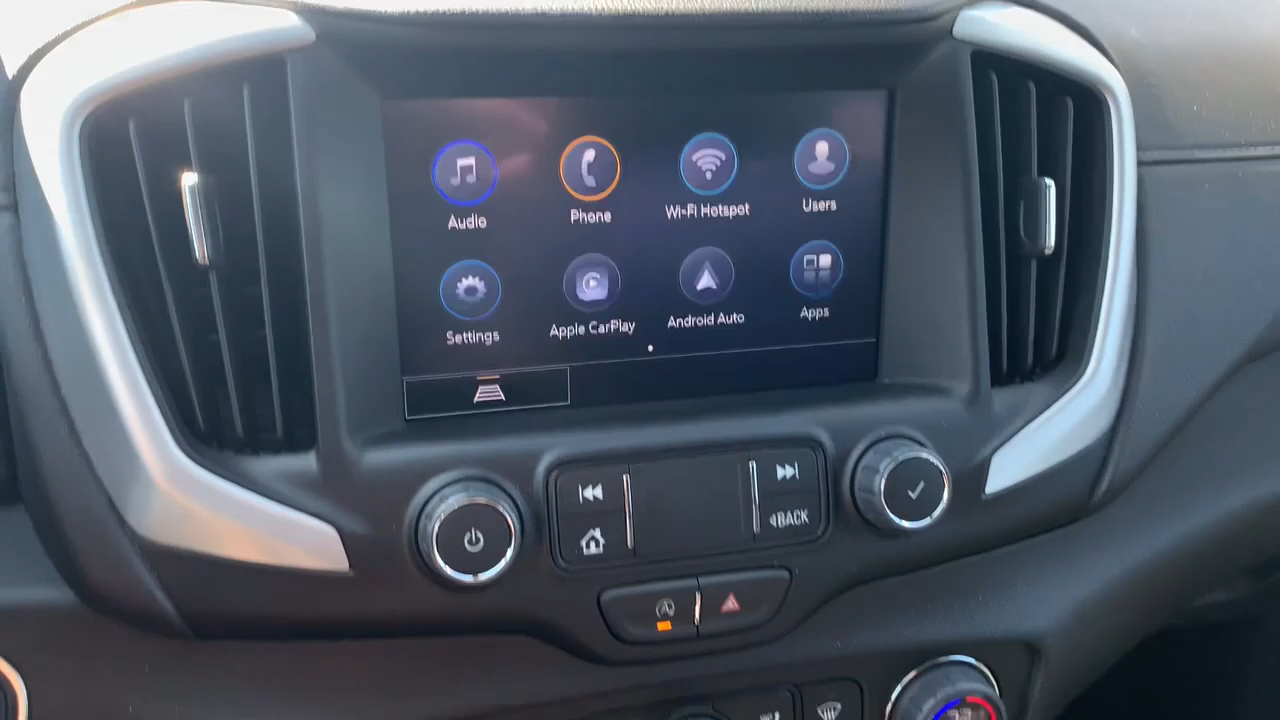 Audio
Phone
Wi-Fi Hotspot
Users
Settings
Apple CarPlay
Android Auto
Apps
BACK